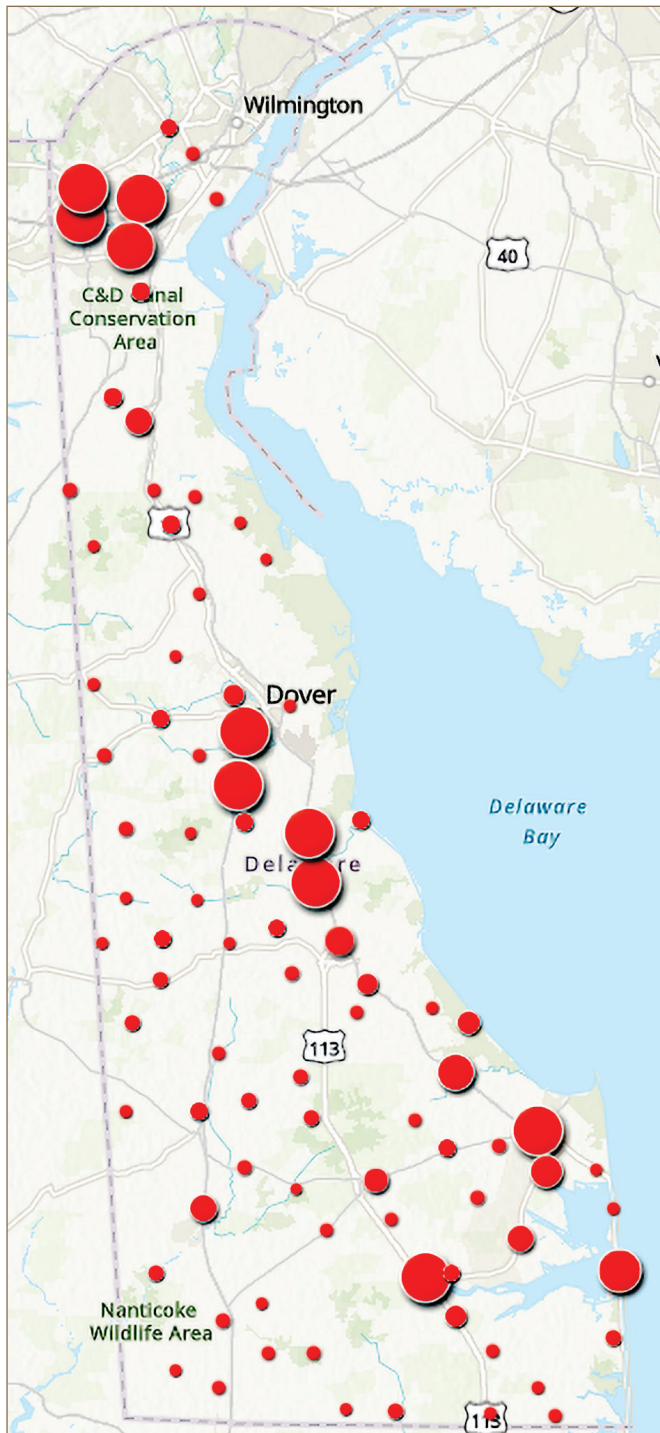 Wilmington
40
C&D Canal
Conservation
Area
Dover
Delaware
Bay
Delaware
113
Nanticoke
Wildlife Area
113